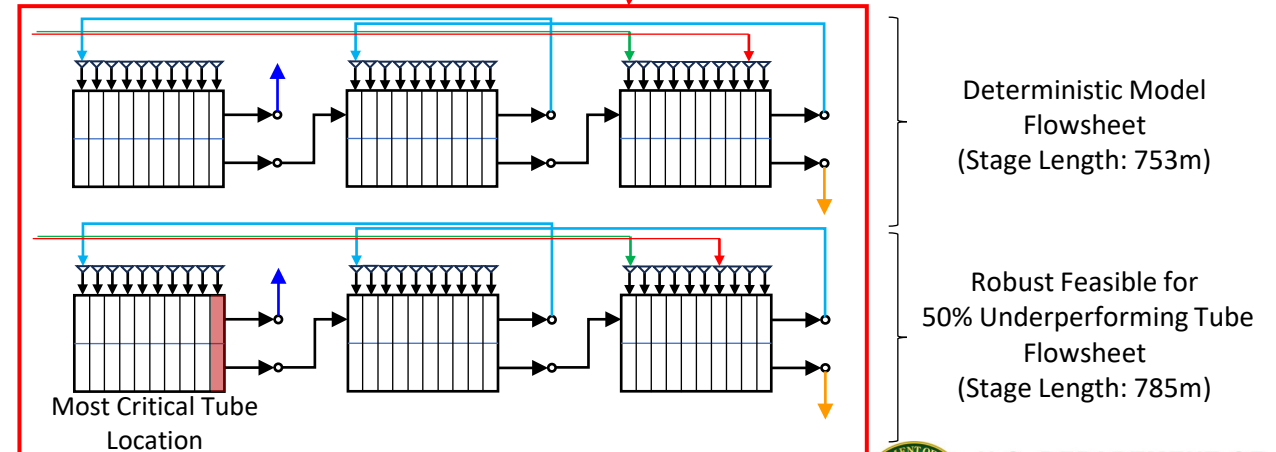 Deterministic Model
Flowsheet
(Stage Length: 753m)
Robust Feasible for
50% Underperforming Tube
Flowsheet
(Stage Length: 785m)
Most Critical Tube
Location